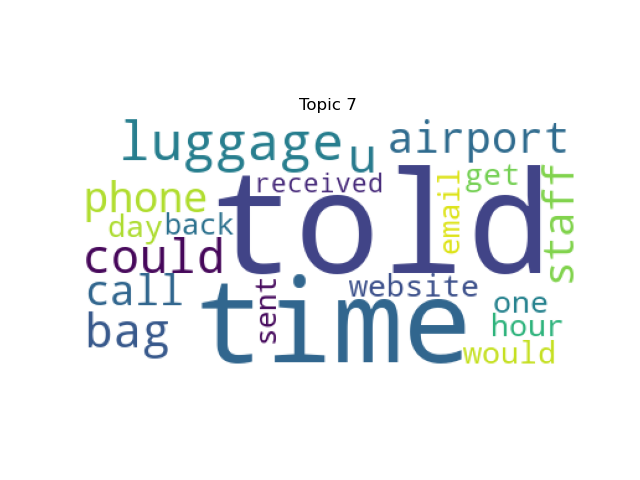 Topic 7
luggage
u
airport
phone
received
get
told
email
staff
day
back
could
call
sent
website
time
one
bag
hour
would